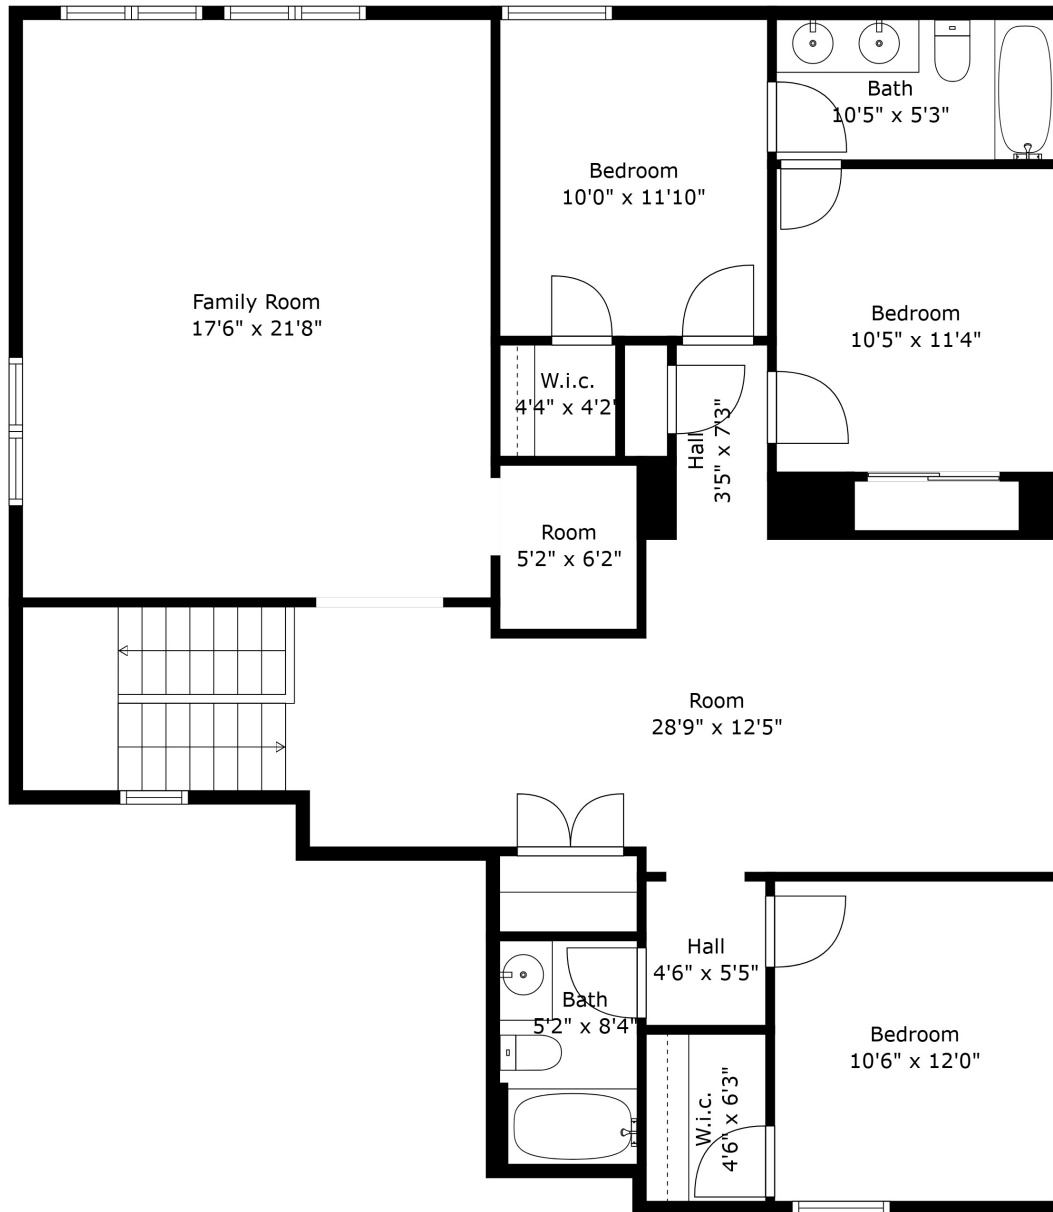 Bath
10'5" x 5'3"
Bedroom
10'0" x 11'10"
Family Room
17'6" x 21'8"
Bedroom
10'5" x 11'4"
W.i.c.
4'4" x 4'2"
Hall
3'5" x 7'3"
Room
5'2" x 6'2"
Room
28'9" x 12'5"
Hall
4'6" x 5'5"
Bath
5'2" x 8'4"
Bedroom
10'6" x 12'0"
W.i.c.
4'6" x 6'3"